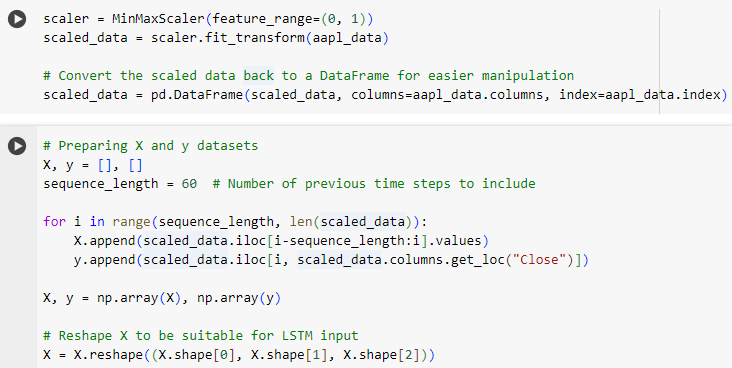 scaler = MinMaxScaler(feature_range=(0, 1))
scaled_data = scaler.fit_transform(aapl_data)
# Convert the scaled data back to a DataFrame for easier manipulation
scaled_data = pd.DataFrame(scaled_data, columns=aapl_data.columns, index=aapl_data.index)
# Preparing X and y datasets
X, y = [], []
sequence_length = 60  # Number of previous time steps to include
for i in range(sequence_length, len(scaled_data)):
    X.append(scaled_data.iloc[i-sequence_length:i].values)
    y.append(scaled_data.iloc[i, scaled_data.columns.get_loc("Close")])
X, y = np.array(X), np.array(y)
# Reshape X to be suitable for LSTM input
X = X.reshape((X.shape[0], X.shape[1], X.shape[2]))